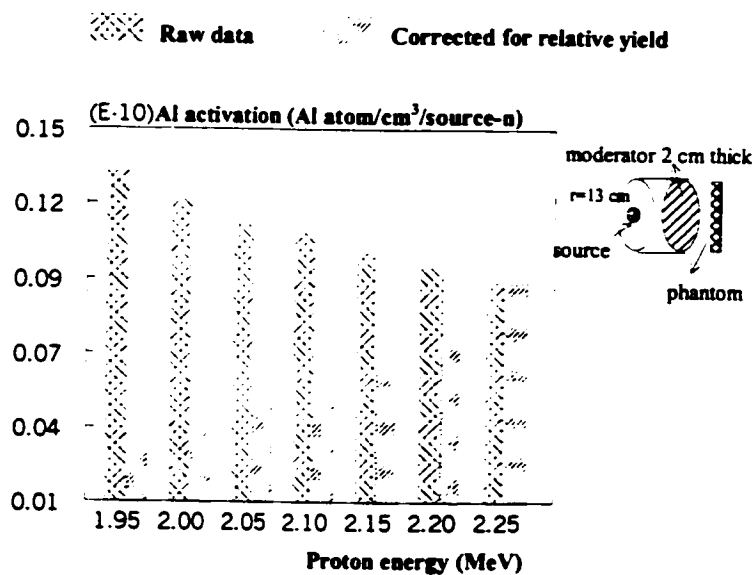 Raw data
Corrected for relative yield
(E-10)Al activation (Al atom/cm³/source-n)
0.15
0.12
0.09
0.07
0.04
0.01
1.95 2.00 2.05 2.10 2.15 2.20 2.25
Proton energy (MeV)
moderator 2 cm thick
r=13 cm
source
phantom